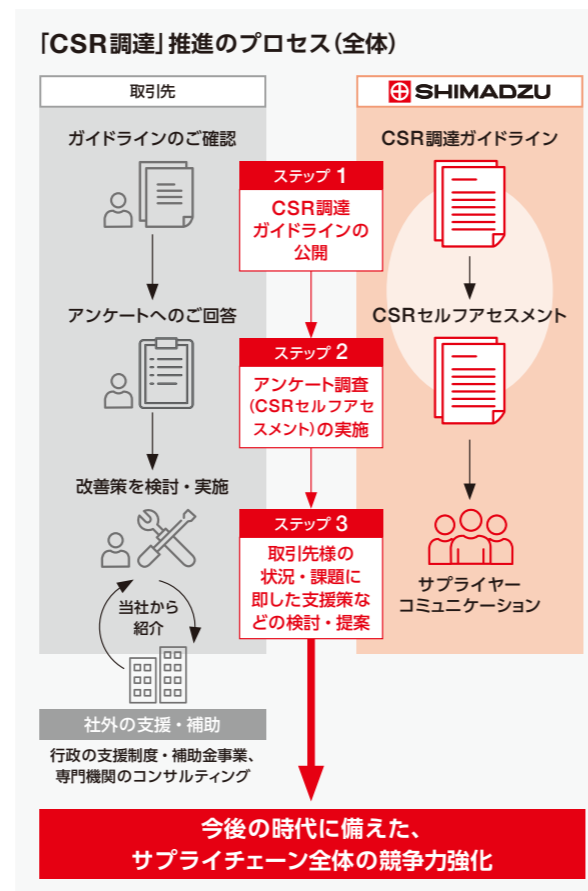 「CSR調達」推進のプロセス（全体）
取引先
SHIMADZU
ガイドラインのご確認
CSR調達ガイドライン
ステップ 1
CSR調達
ガイドラインの
公開
アンケートへのご回答
CSRセルフアセスメント
ステップ 2
アンケート調査
（CSRセルフアセ
スメント）の実施
改善策を検討・実施
ステップ 3
取引先様の
状況・課題に
即した支援策な
どの検討・提案
サプライヤー
コミュニケーション
当社から
紹介
社外の支援・補助
行政の支援制度・補助金事業、
専門機関のコンサルティング
今後の時代に備えた、
サプライチェーン全体の競争力強化